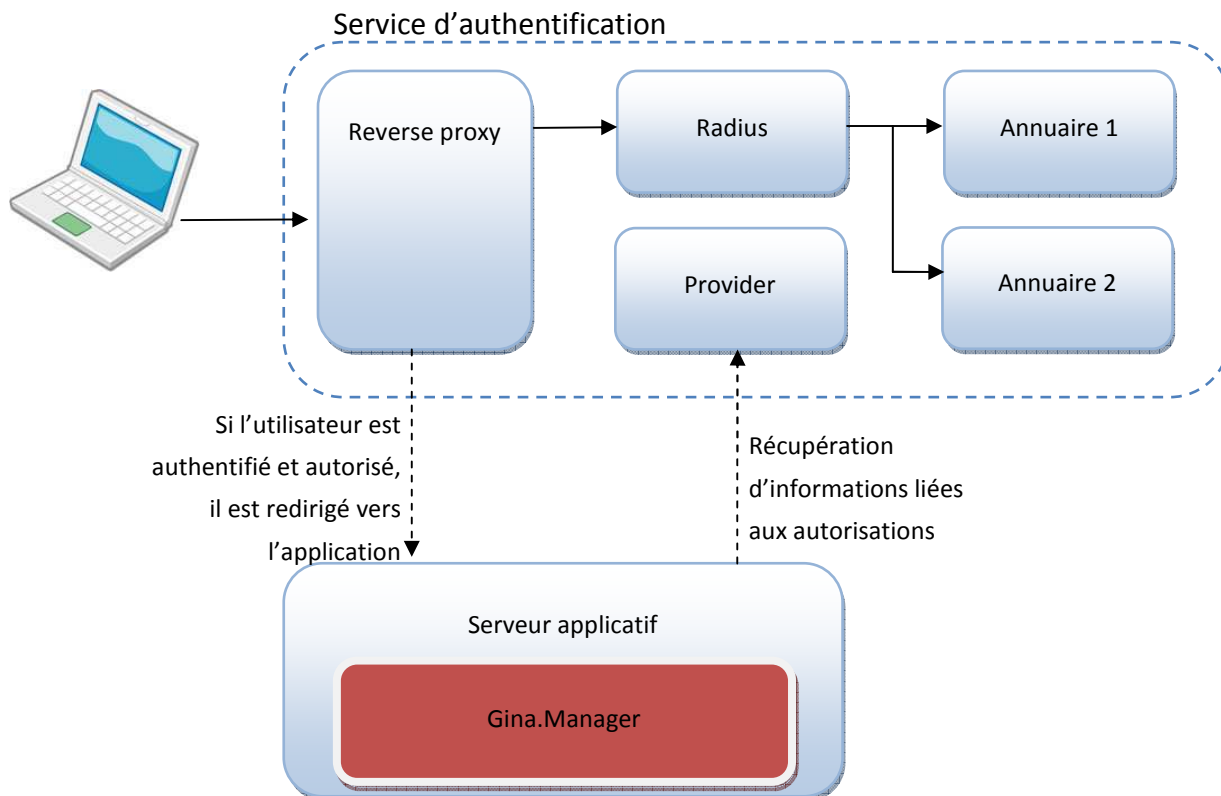 Service d’authentification
Reverse proxy
Radius
Annuaire 1
Provider
Annuaire 2
Si l’utilisateur est
authentifié et autorisé,
il est redirigé vers
l’application
Récupération
d’informations liées
aux autorisations
Serveur applicatif
Gina.Manager